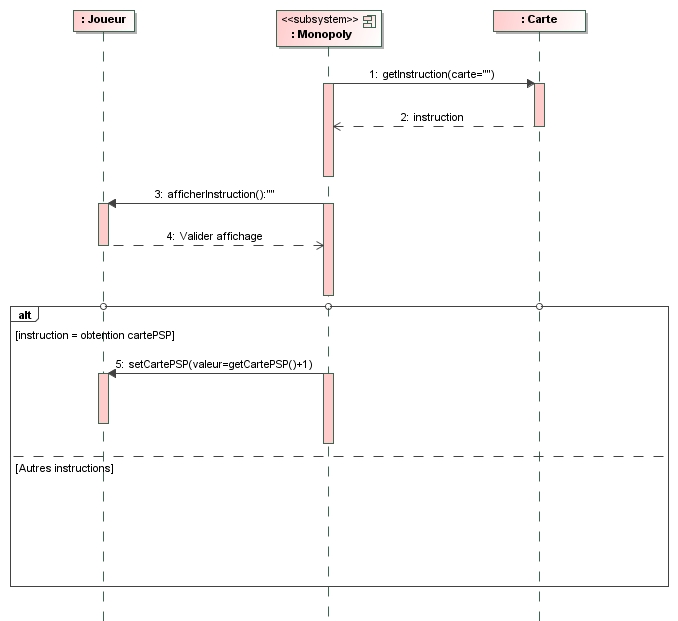 : Joueur
<<subsystem>>
: Monopoly
: Carte
1: getInstruction(carte="")
2: instruction
3: afficherInstruction():""
4: Valider affichage
alt
[instruction = obtention cartePSP]
5: setCartePSP(valeur=getCartePSP()+1)
[Autres instructions]